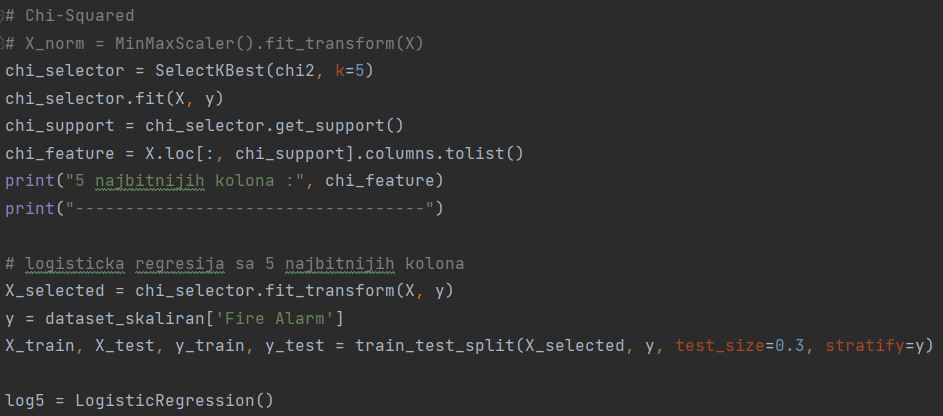 # Chi-Squared
# X_norm = MinMaxScaler().fit_transform(X)
chi_selector = SelectKBest(chi2, k=5)
chi_selector.fit(X, y)
chi_support = chi_selector.get_support()
chi_feature = X.loc[:, chi_support].columns.tolist()
print("5 najbitnijih kolona :", chi_feature)
print("-----------------------------------")
# logisticka regresija sa 5 najbitnijih kolona
X_selected = chi_selector.fit_transform(X, y)
y = dataset_skaliran['Fire Alarm']
X_train, X_test, y_train, y_test = train_test_split(X_selected, y, test_size=0.3, stratify=y)
log5 = LogisticRegression()